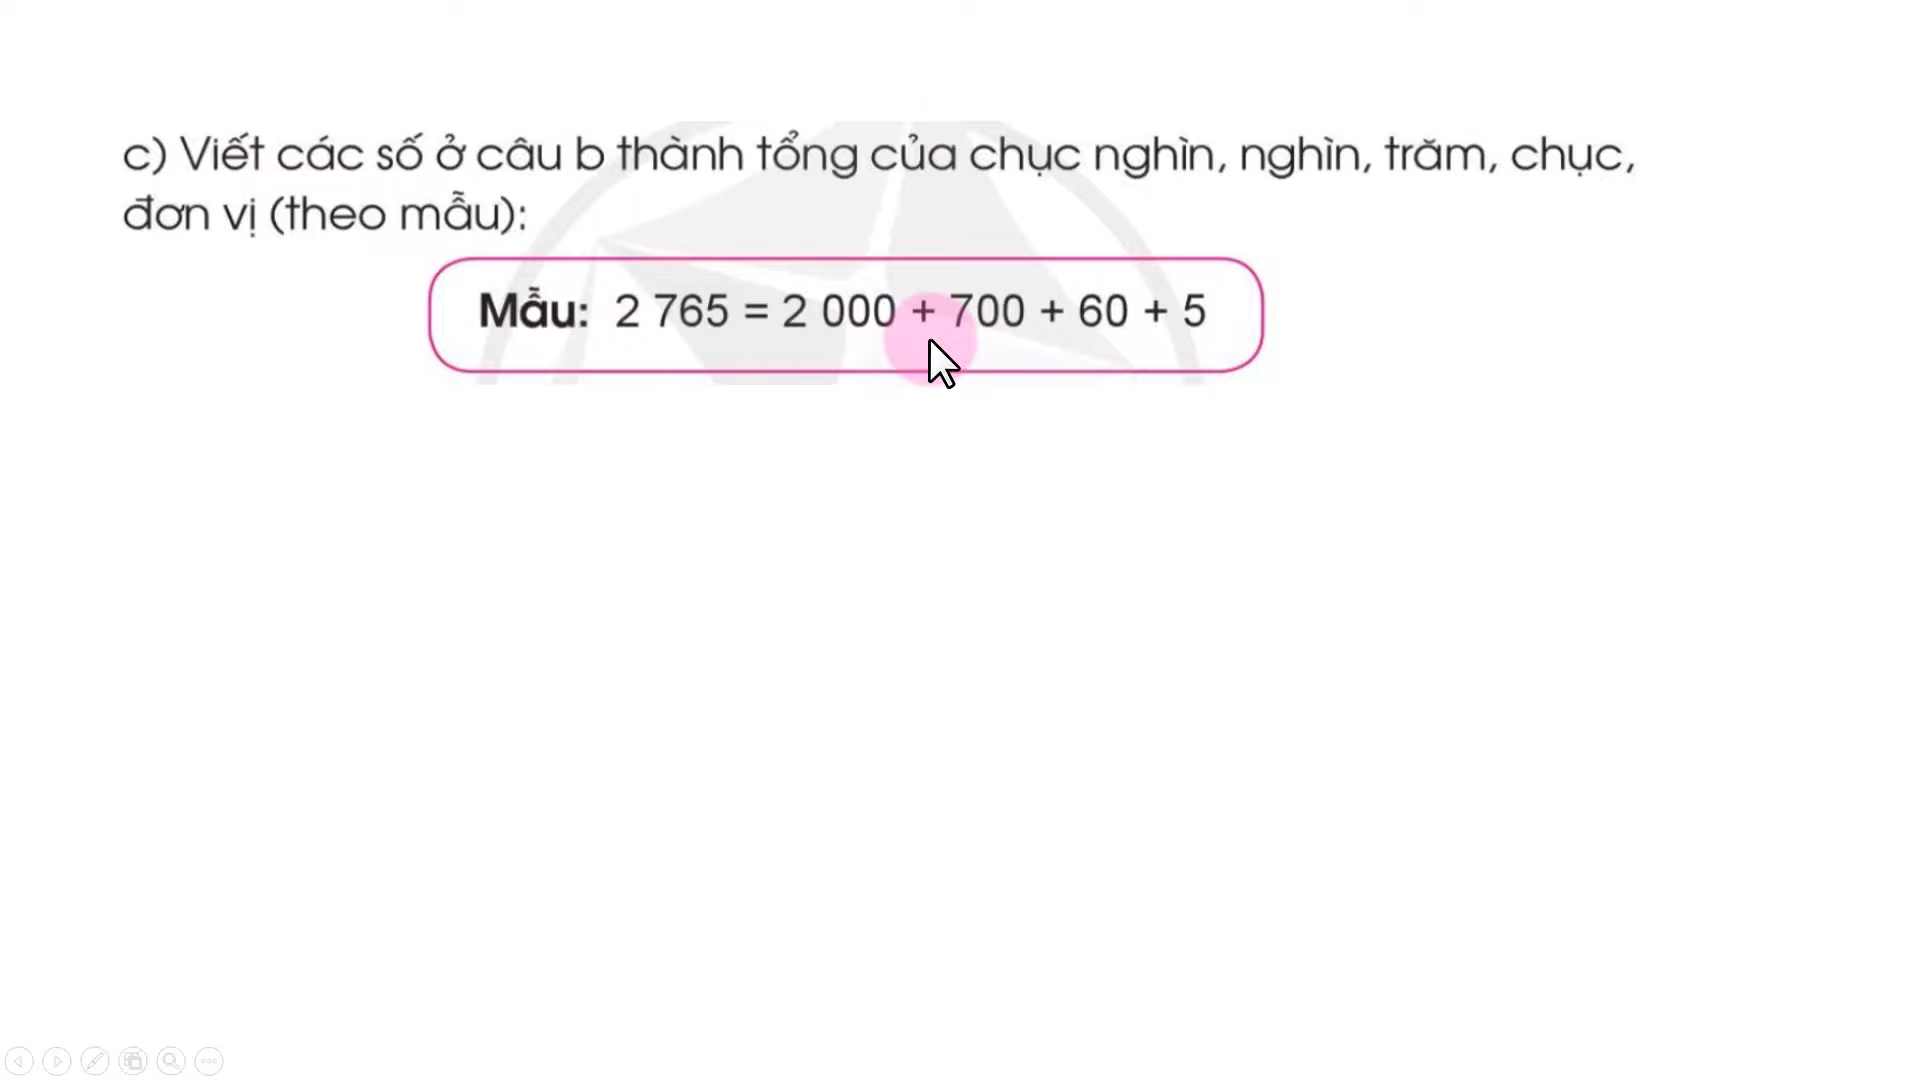 c) Viết các số ở câu b thành tổng của chục nghìn, nghìn, trăm, chục,
đơn vị (theo mẫu):
Mẫu: 2 765 = 2 000 + 700 + 60 + 5